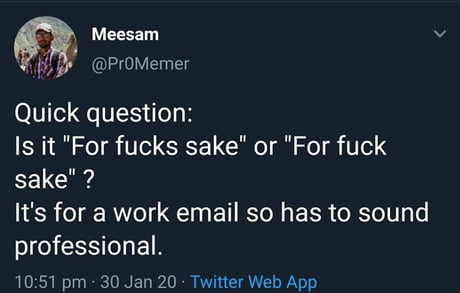 Meesam
@Pr0Memer
Quick question:
Is it "For fucks sake" or "For fuck
sake" ?
It's for a work email so has to sound
professional.
10:51 pm · 30 Jan 20 · Twitter Web App